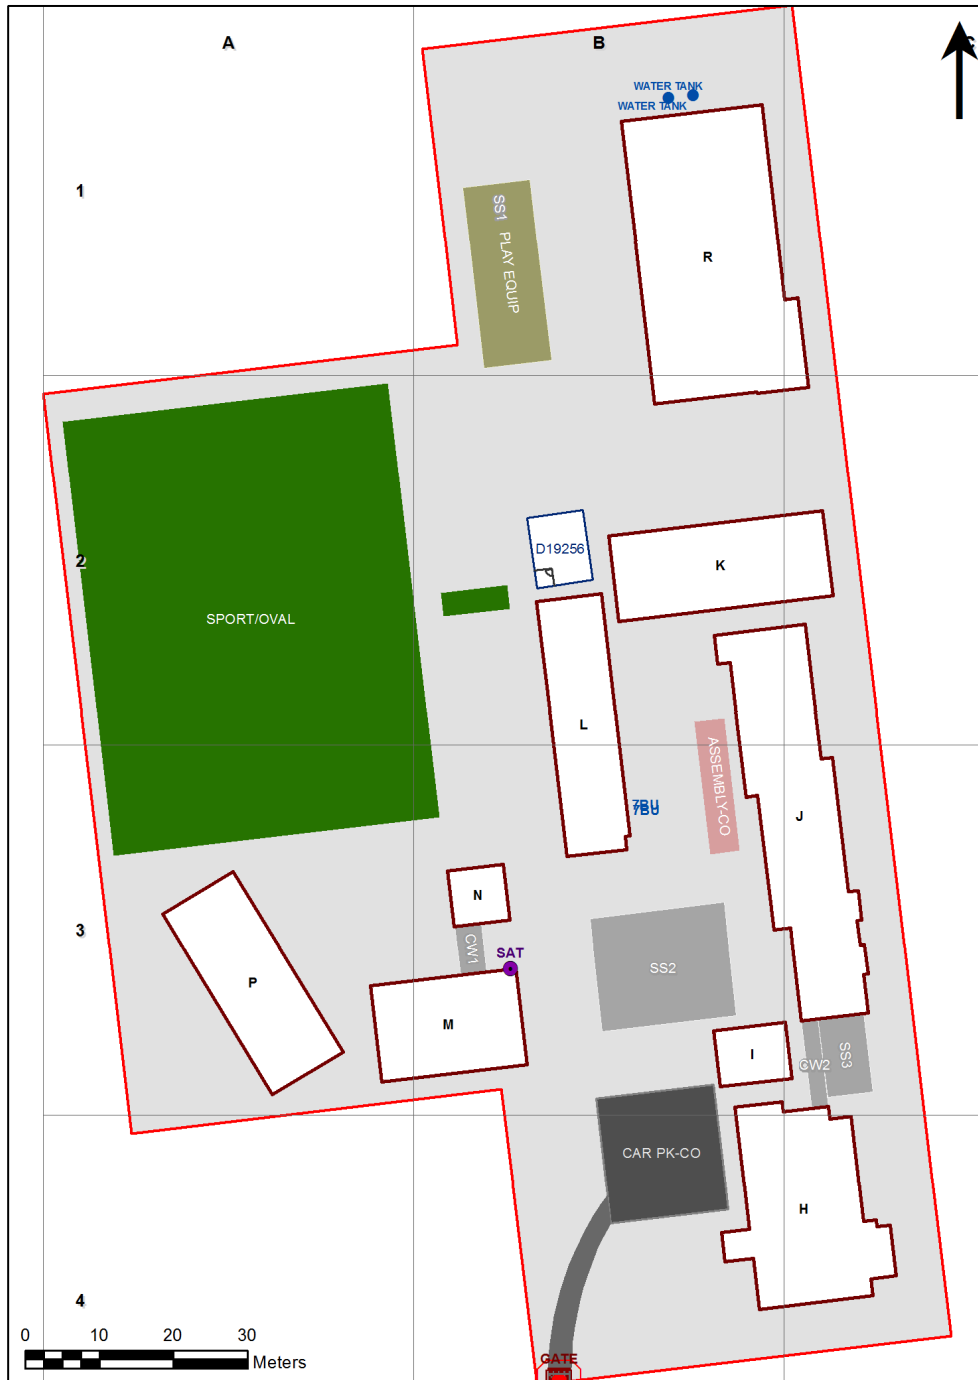 A
B
C
WATER TANK
WATER TANK
1
SS1
PLAY EQUIP
R
2
D19256
K
SPORT/OVAL
L
ASSEMBLY-CO
7BU
7BU
J
N
3
CW1
SAT
SS2
P
M
I
CW2
SS3
CAR PK-CO
H
4
0 10 20 30
Meters
GATE